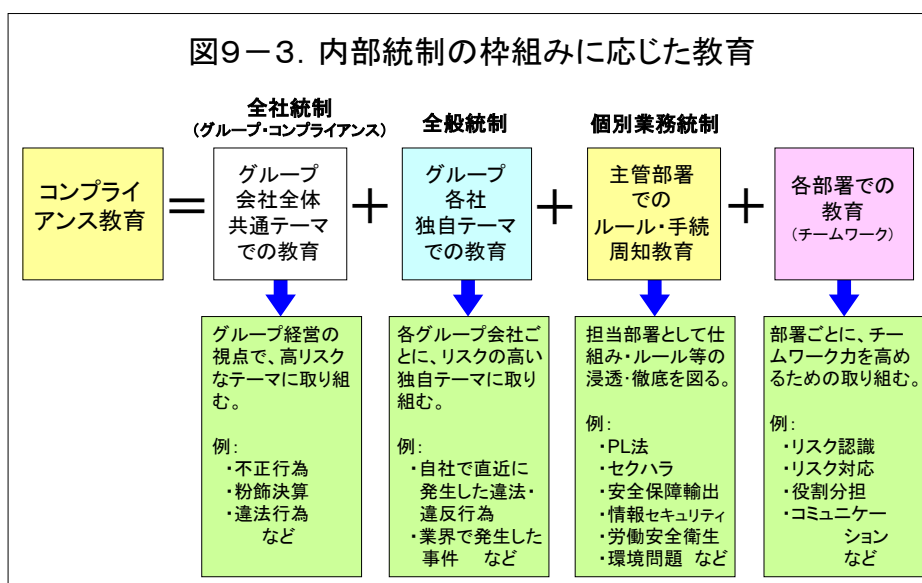 図9-3．内部統制の枠組みに応じた教育
全社統制
（グループ・コンプライアンス）
全般統制
個別業務統制
コンプライ
アンス教育
＝
グループ
会社全体
共通テーマ
での教育
＋
グループ
各社
独自テーマ
での教育
＋
主管部署
での
ルール・手続
周知教育
＋
各部署での
教育
（チームワーク）
グループ経営の
視点で、高リスク
なテーマに取り組
む。
例：
・不正行為
・粉飾決算
・違法行為
など
各グループ会社ご
とに、リスクの高い
独自テーマに取り
組む。
例：
・自社で直近に
発生した違法・
違反行為
・業界で発生した
事件 など
担当部署として仕
組み・ルール等の
浸透・徹底を図る。
例：
・PL法
・セクハラ
・安全保障輸出
・情報セキュリティ
・労働安全衛生
・環境問題 など
部署ごとに、チー
ムワーク力を高め
るための取り組む。
例：
・リスク認識
・リスク対応
・役割分担
・コミュニケー
ション
など